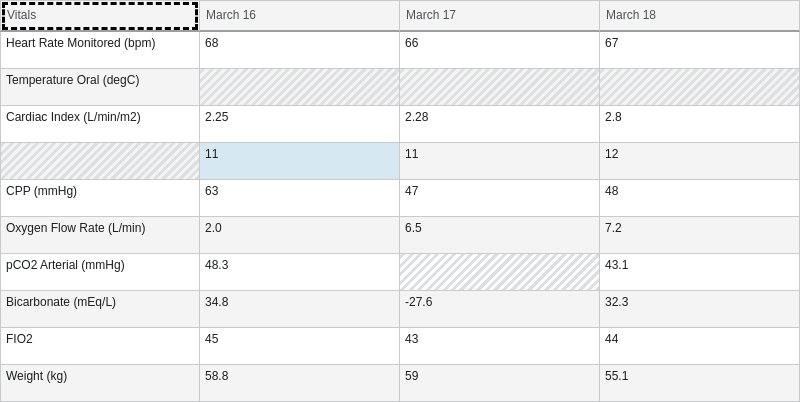 Vitals March 16 March 17 March 18
Heart Rate Monitored (bpm) 68 66 67
Temperature Oral (degC)
Cardiac Index (L/min/m2) 2.25 2.28 2.8
11 11 12
CPP (mmHg) 63 47 48
Oxygen Flow Rate (L/min) 2.0 6.5 7.2
pCO2 Arterial (mmHg) 48.3 43.1
Bicarbonate (mEq/L) 34.8 -27.6 32.3
FIO2 45 43 44
Weight (kg) 58.8 59 55.1